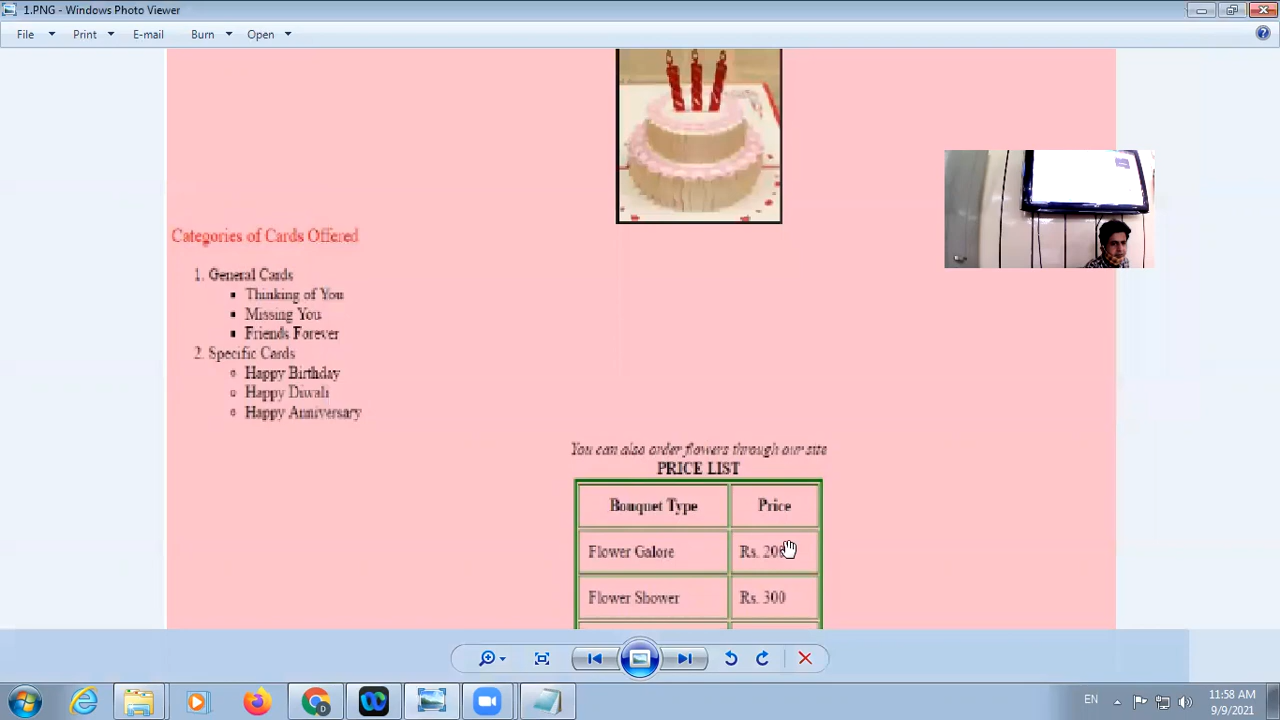 1.PNG - Windows Photo Viewer
File Print E-mail Burn Open
Categories of Cards Offered
1. General Cards
Thinking of You
Missing You
Friends Forever
2. Specific Cards
Happy Birthday
Happy Diwali
Happy Anniversary
You can also order flowers through our site
PRICE LIST
Bouquet Type Price
Flower Galore Rs. 200
Flower Shower Rs. 300
EN 11:58 AM
9/9/2021